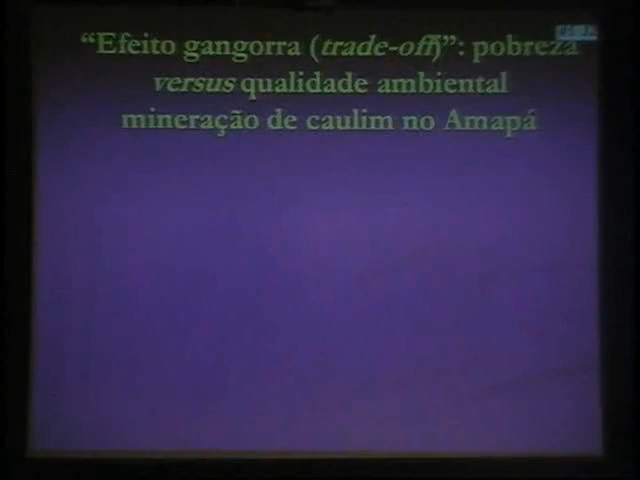 “Efeito gangorra (trade-off)”: pobreza
versus qualidade ambiental
mineração de caulim no Amapá